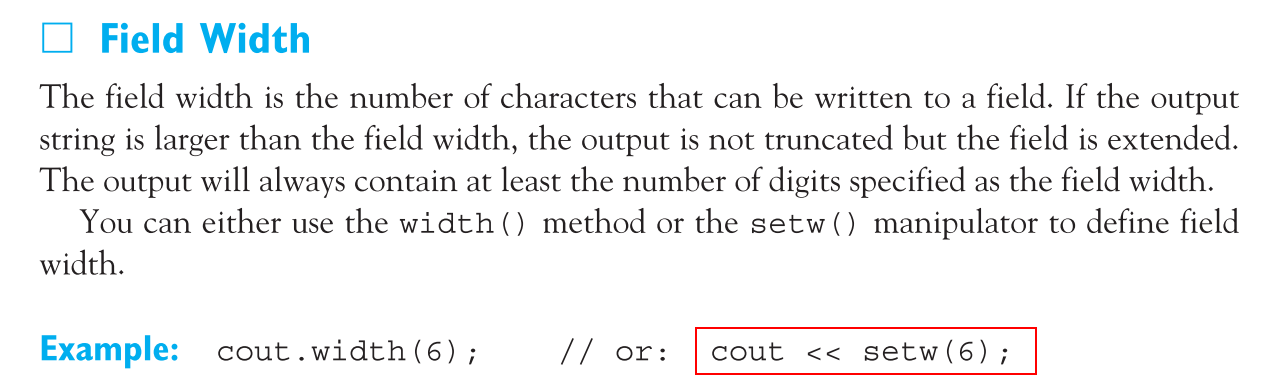 Field Width
The field width is the number of characters that can be written to a field. If the output
string is larger than the field width, the output is not truncated but the field is extended.
The output will always contain at least the number of digits specified as the field width.
You can either use the width() method or the setw() manipulator to define field
width.
Example: cout.width(6); // or: cout << setw(6);